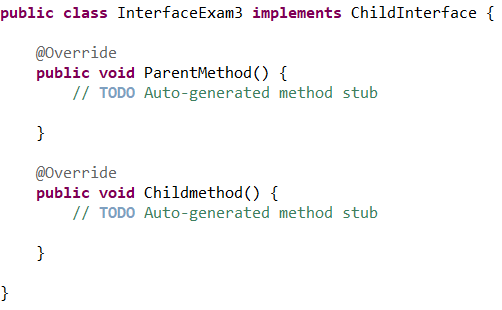 public class InterfaceExam3 implements ChildInterface {
@Override
public void ParentMethod() {
// TODO Auto-generated method stub
}
@Override
public void Childmethod() {
// TODO Auto-generated method stub
}
}